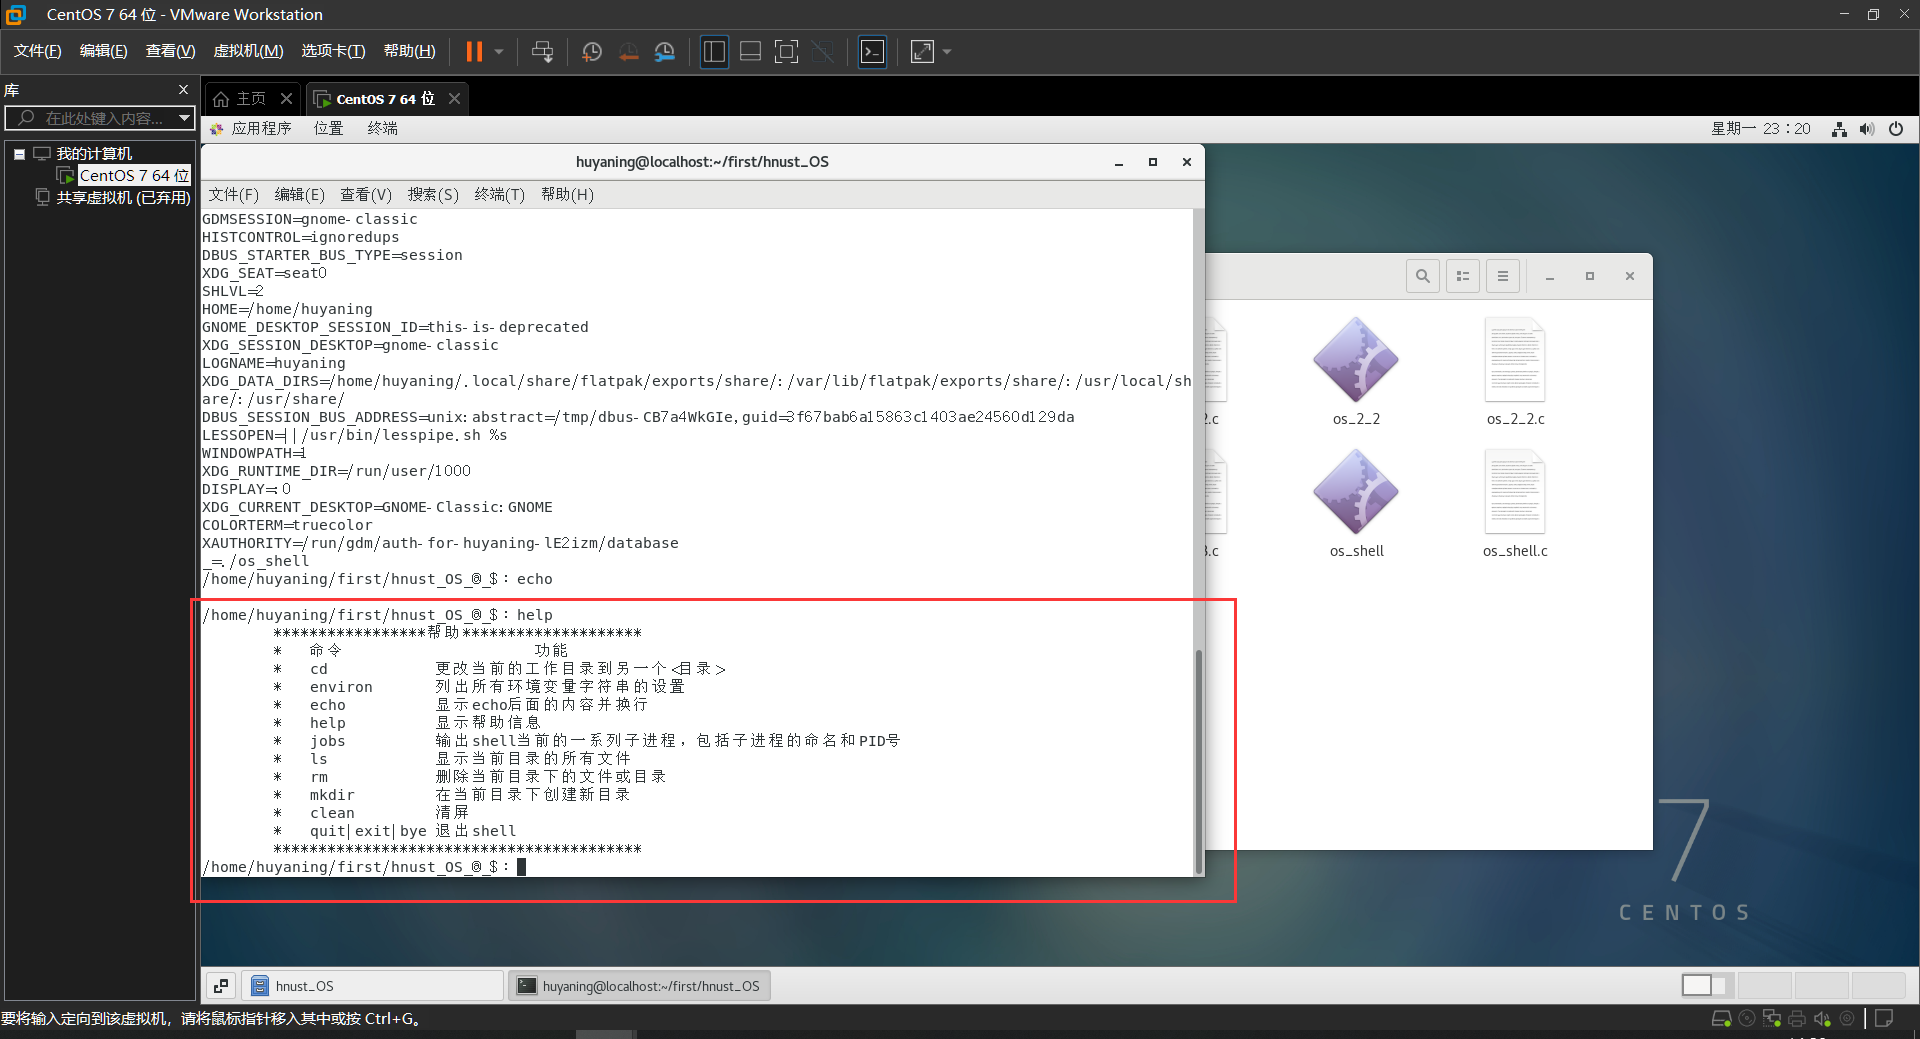 CentOS 7 64 位 - VMware Workstation
文件(F) 编辑(E) 查看(V) 虚拟机(M) 选项卡(T) 帮助(H)
库
主页 CentOS 7 64 位
在此处键入内容...
应用程序 位置 终端 星期一 23：20
我的计算机
CentOS 7 64 位
共享虚拟机 (已弃用)
huyaning@localhost:~/first/hnust_OS
文件(F) 编辑(E) 查看(V) 搜索(S) 终端(T) 帮助(H)
GDMSESSION=gnome-classic
HISTCONTROL=ignoredups
DBUS_STARTER_BUS_TYPE=session
XDG_SEAT=seat0
SHLVL=2
HOME=/home/huyaning
GNOME_DESKTOP_SESSION_ID=this-is-deprecated
XDG_SESSION_DESKTOP=gnome-classic
LOGNAME=huyaning
XDG_DATA_DIRS=/home/huyaning/.local/share/flatpak/exports/share/:/var/lib/flatpak/exports/share/:/usr/local/sh
are/:/usr/share/
DBUS_SESSION_BUS_ADDRESS=unix:abstract=/tmp/dbus-CB7a4WkGIe,guid=3f67bab6a15863c1403ae24560d129da
LESSOPEN=||/usr/bin/lesspipe.sh %s
WINDOWPATH=1
XDG_RUNTIME_DIR=/run/user/1000
DISPLAY=:0
XDG_CURRENT_DESKTOP=GNOME-Classic:GNOME
COLORTERM=truecolor
XAUTHORITY=/run/gdm/auth-for-huyaning-lE2izm/database
_=./os_shell
/home/huyaning/first/hnust_OS_@_$：echo
/home/huyaning/first/hnust_OS_@_$：help
*****************帮助********************
* 命令 功能
* cd 更改当前的工作目录到另一个<目录>
* environ 列出所有环境变量字符串的设置
* echo 显示echo后面的内容并换行
* help 显示帮助信息
* jobs 输出shell当前的一系列子进程，包括子进程的命名和PID号
* ls 显示当前目录的所有文件
* rm 删除当前目录下的文件或目录
* mkdir 在当前目录下创建新目录
* clean 清屏
* quit|exit|bye 退出shell
*****************************************
/home/huyaning/first/hnust_OS_@_$：
2.c os_2_2 os_2_2.c
3.c os_shell os_shell.c
7
CENTOS
hnust_OS huyaning@localhost:~/first/hnust_OS
要将输入定向到该虚拟机，请将鼠标指针移入其中或按 Ctrl+G。